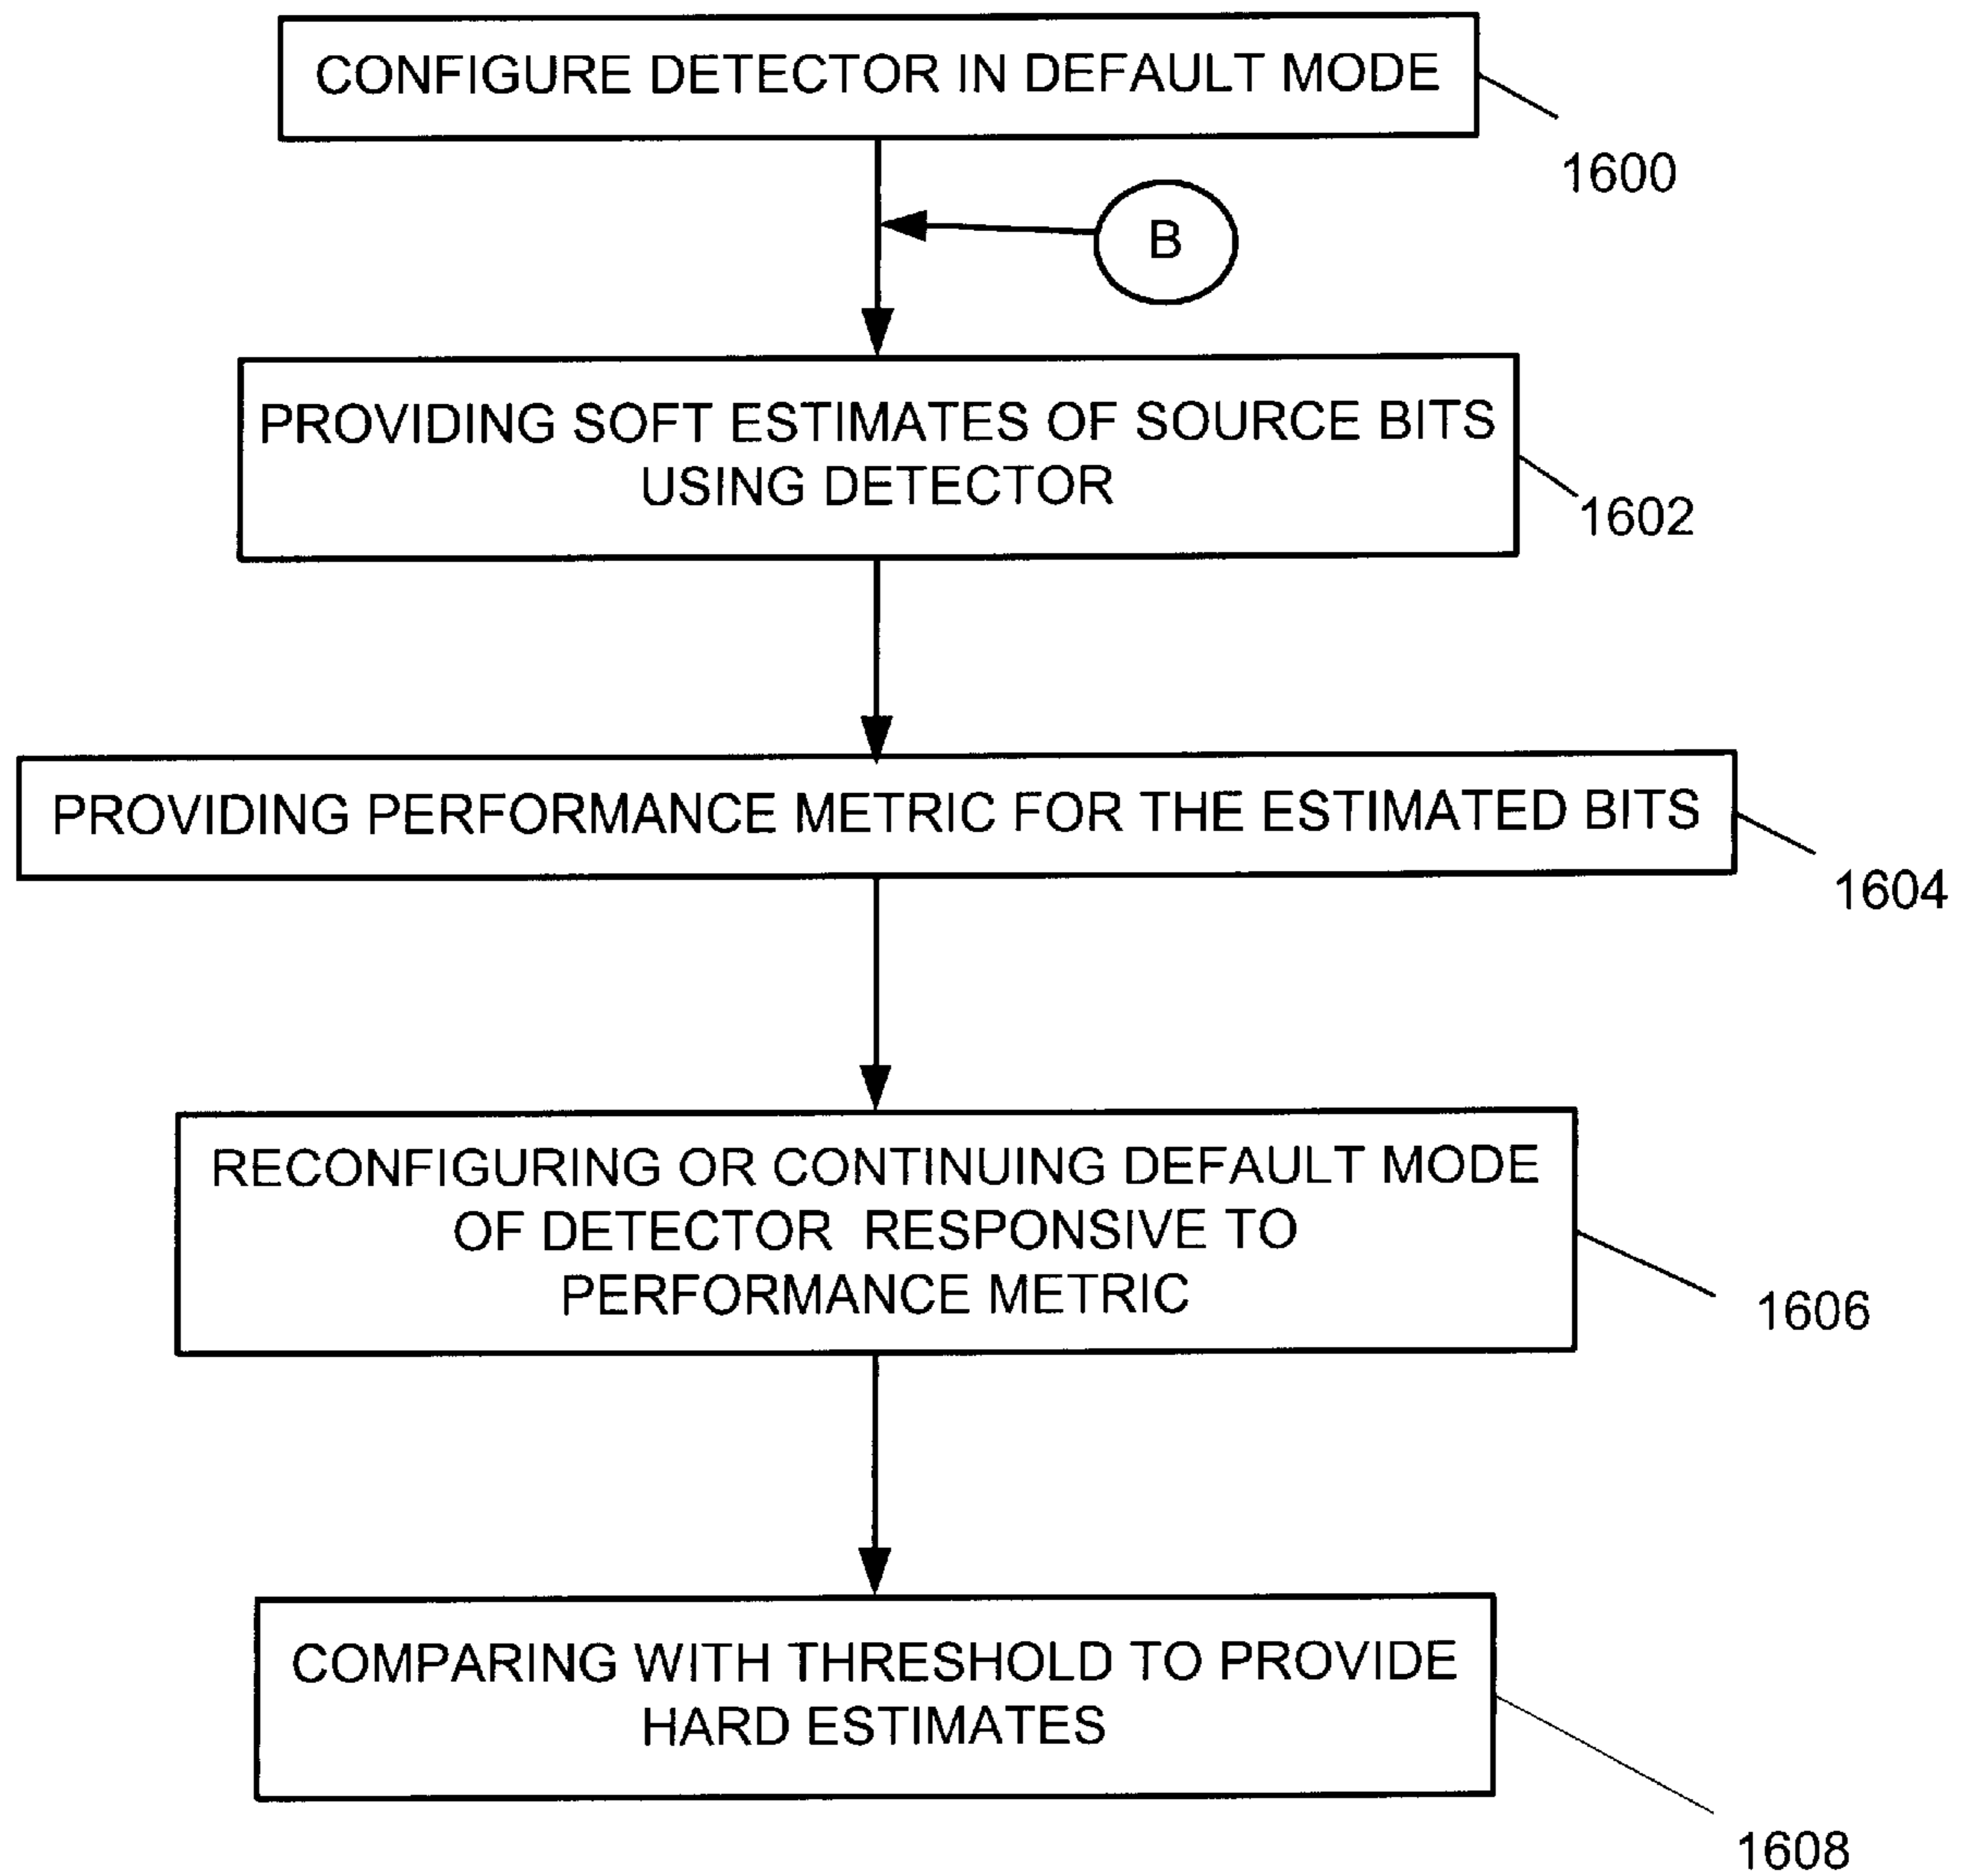 CONFIGURE DETECTOR IN DEFAULT MODE
1600
B
PROVIDING SOFT ESTIMATES OF SOURCE BITS
USING DETECTOR
1602
PROVIDING PERFORMANCE METRIC FOR THE ESTIMATED BITS
1604
RECONFIGURING OR CONTINUING DEFAULT MODE
OF DETECTOR RESPONSIVE TO
PERFORMANCE METRIC
1606
COMPARING WITH THRESHOLD TO PROVIDE
HARD ESTIMATES
1608